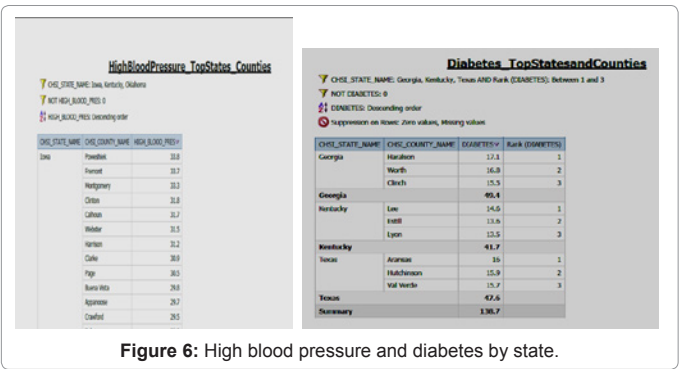 HighBloodPressure_TopStates_Counties
CHSI_STATE_NAME: Iowa, Kentucky, Oklahoma
NOT HIGH_BLOOD_PRES: 0
HIGH_BLOOD_PRES: Descending order
CHSI_STATE_NAME CHSI_COUNTY_NAME HIGH_BLOOD_PRES
Iowa Poweshiek 33.8
Fremont 33.7
Montgomery 33.3
Clinton 31.8
Calhoun 31.7
Webster 31.5
Harrison 31.2
Clarke 30.9
Page 30.5
Buena Vista 29.8
Appanoose 29.7
Crawford 29.5
Diabetes_TopStatesandCounties
CHSI_STATE_NAME: Georgia, Kentucky, Texas AND Rank (DIABETES): Between 1 and 3
NOT DIABETES: 0
DIABETES: Descending order
Suppression on Rows: Zero values, Missing values
CHSI_STATE_NAME CHSI_COUNTY_NAME DIABETES Rank (DIABETES)
Georgia Haralson 17.1 1
Worth 16.8 2
Clinch 15.5 3
Georgia 49.4
Kentucky Lee 14.6 1
Estill 13.6 2
Lyon 13.5 3
Kentucky 41.7
Texas Aransas 16 1
Hutchinson 15.9 2
Val Verde 15.7 3
Texas 47.6
Summary 138.7
Figure 6: High blood pressure and diabetes by state.